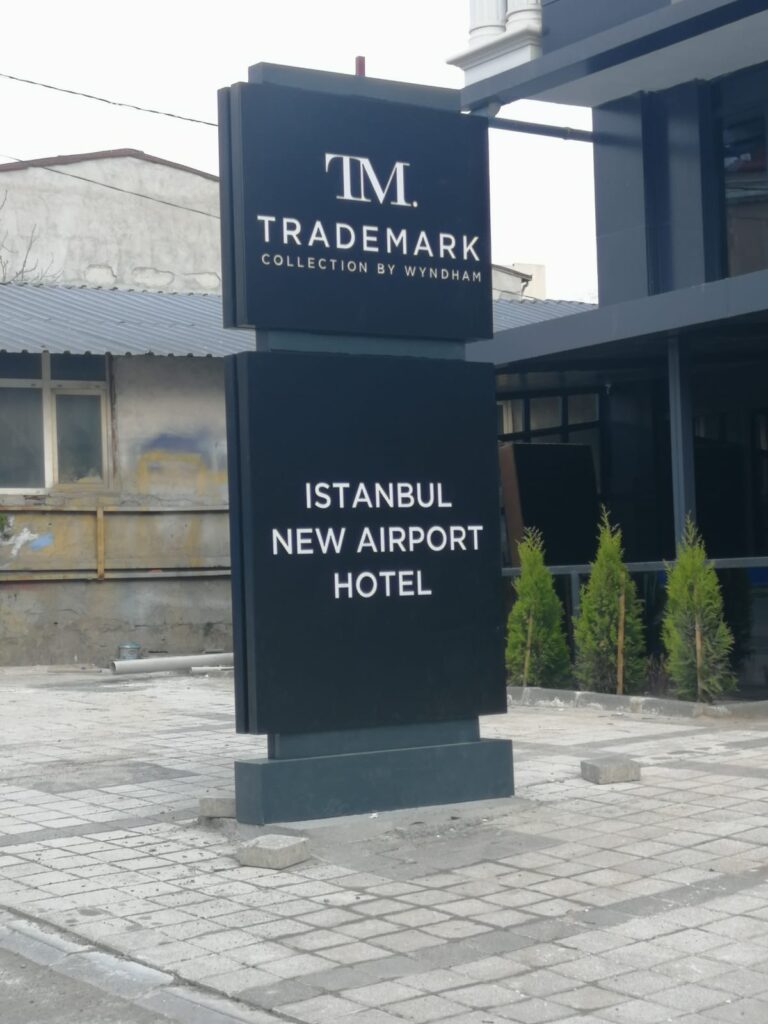 TM.
TRADEMARK
COLLECTION BY WYNDHAM
ISTANBUL
NEW AIRPORT
HOTEL